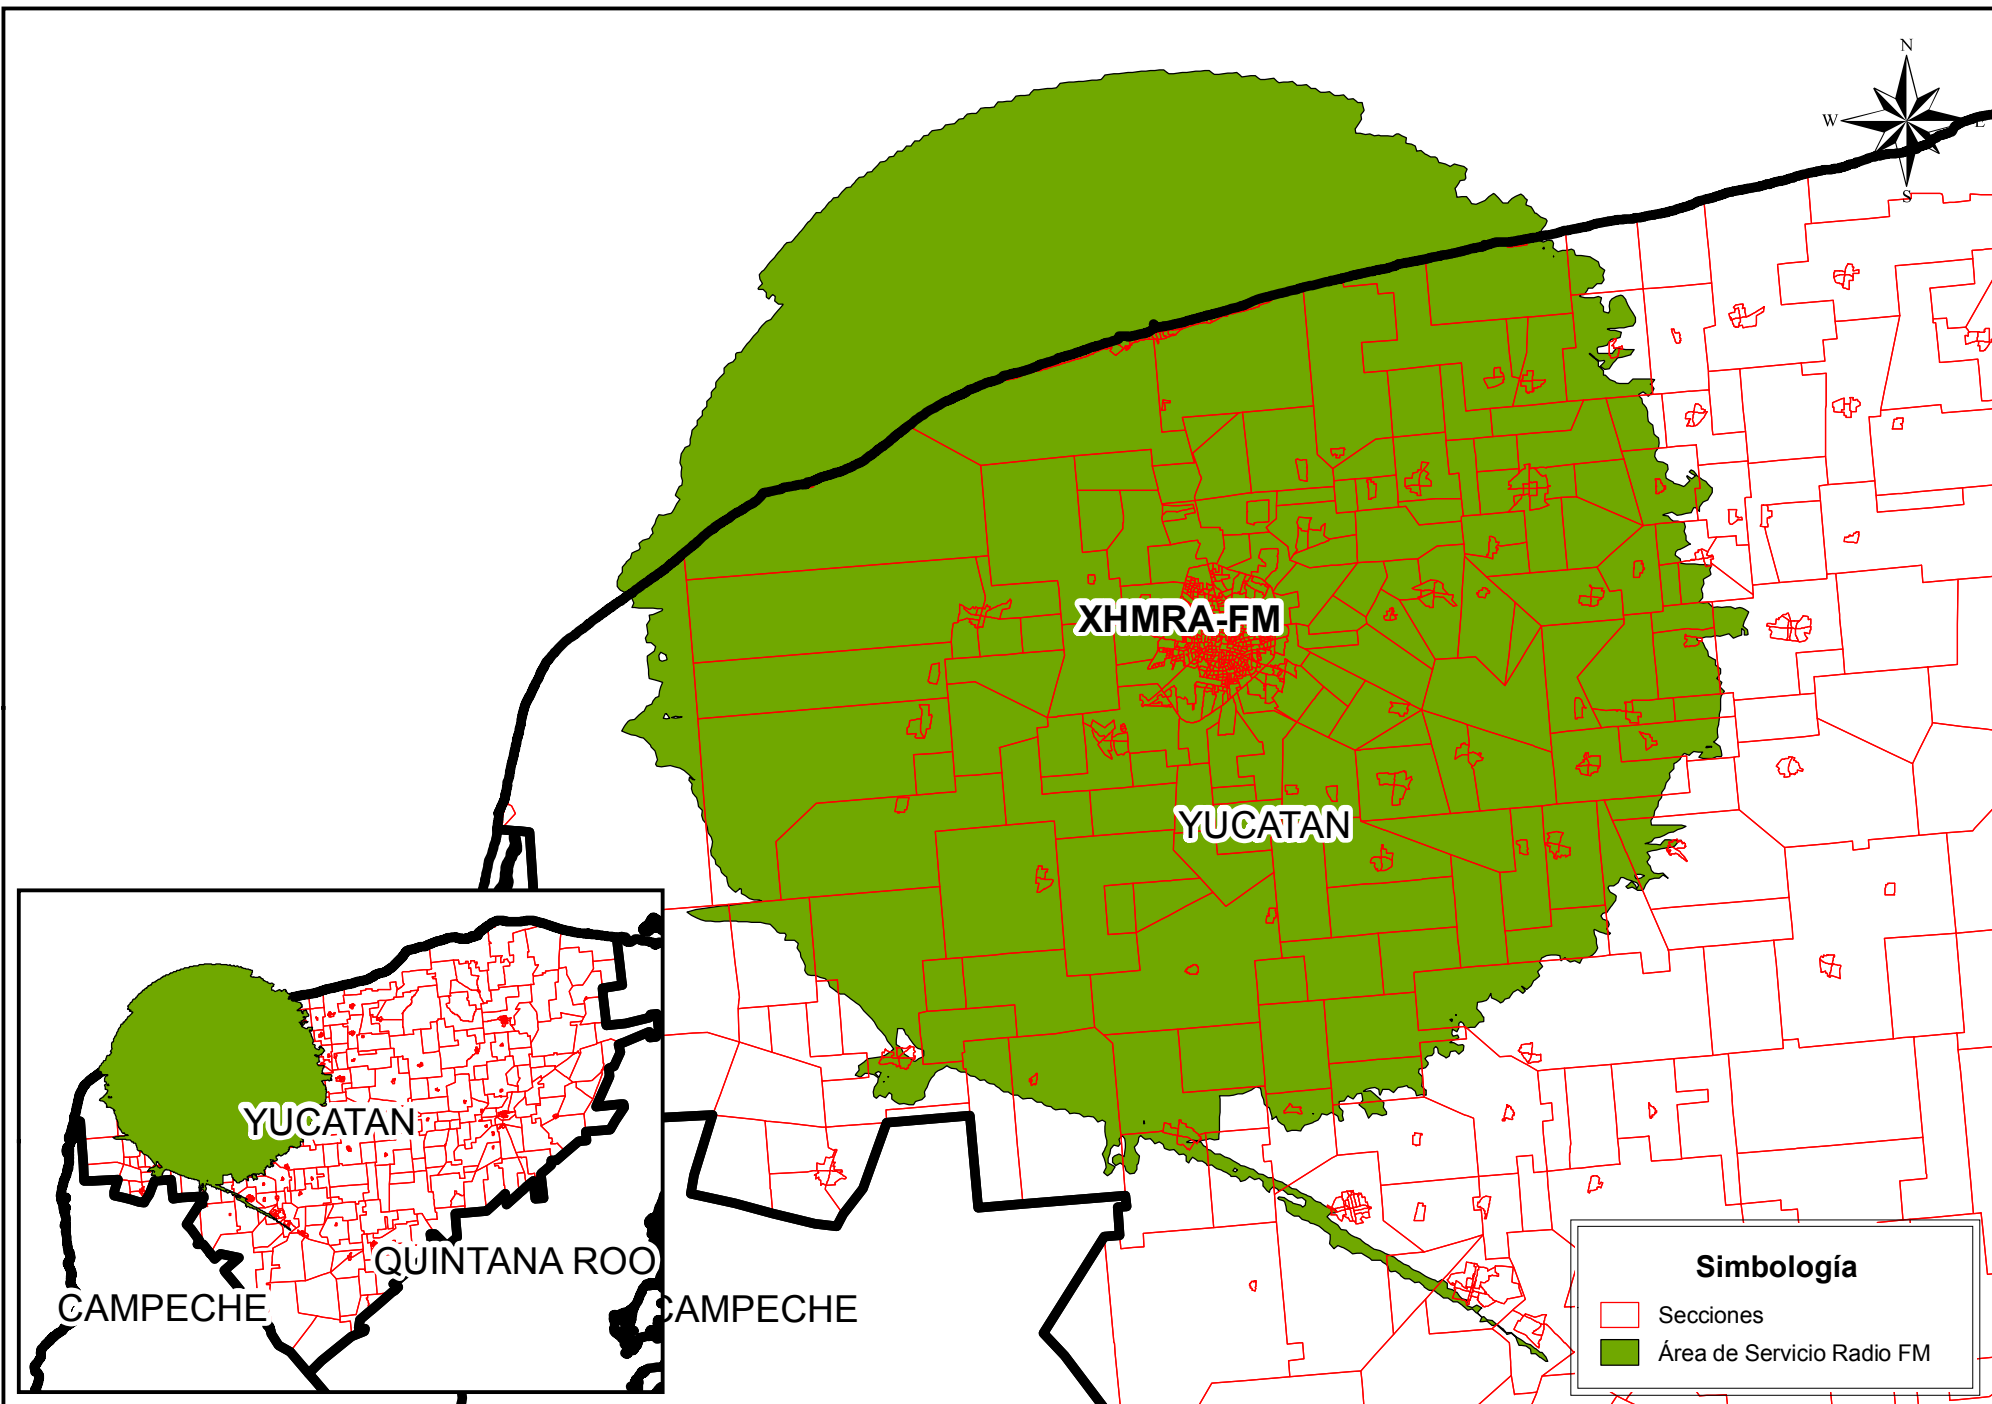 N
W
E
S
XHMRA-FM
YUCATAN
YUCATAN
QUINTANA ROO
CAMPECHE
CAMPECHE
Simbología
Secciones
Área de Servicio Radio FM